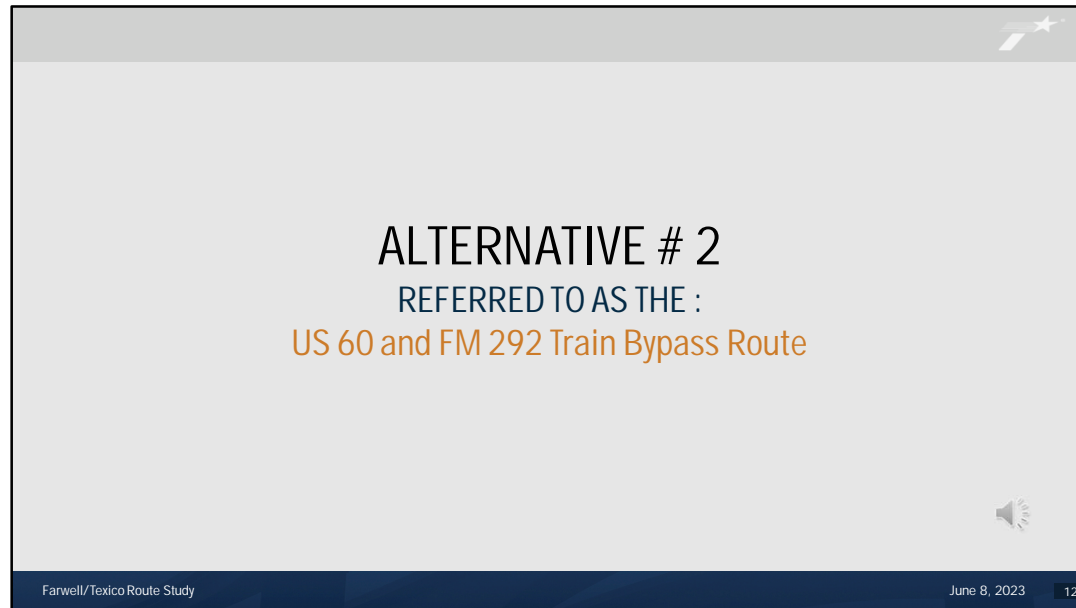 ALTERNATIVE # 2
REFERRED TO AS THE :
US 60 and FM 292 Train Bypass Route
Farwell/Texico Route Study
June 8, 2023
12